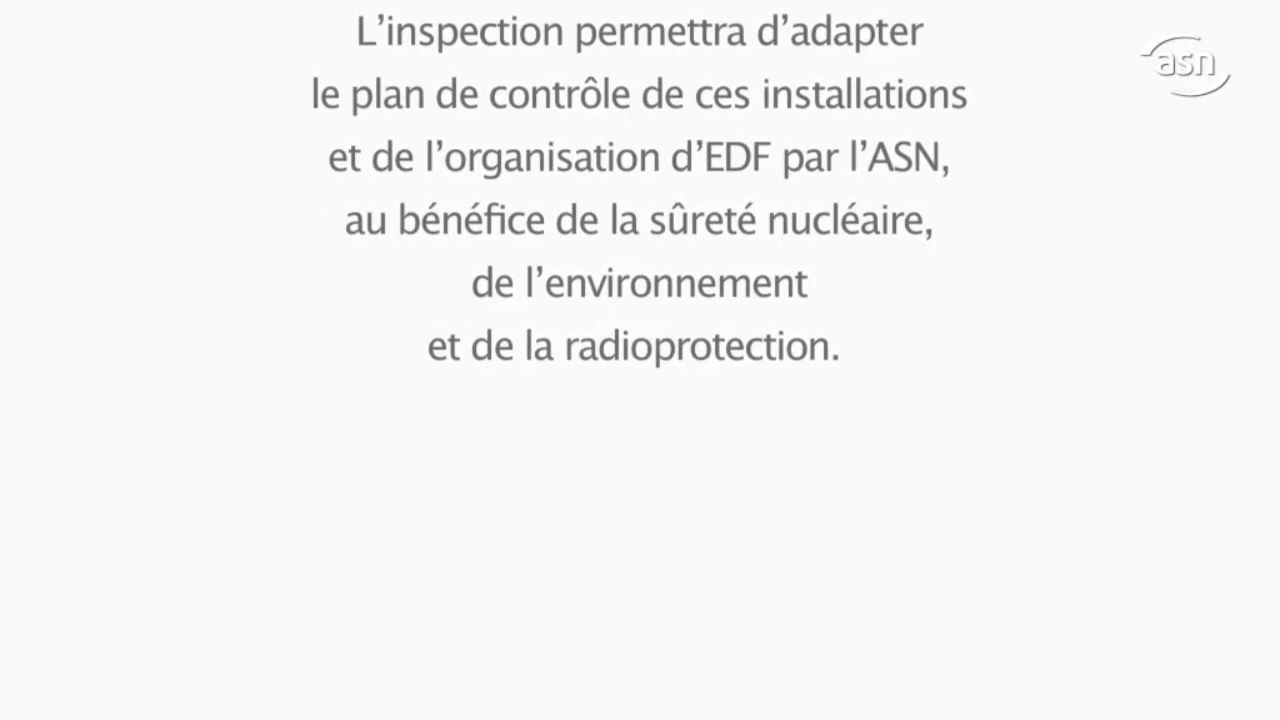 L’inspection permettra d’adapter
le plan de contrôle de ces installations
et de l’organisation d’EDF par l’ASN,
au bénéfice de la sûreté nucléaire,
de l’environnement
et de la radioprotection.
asn